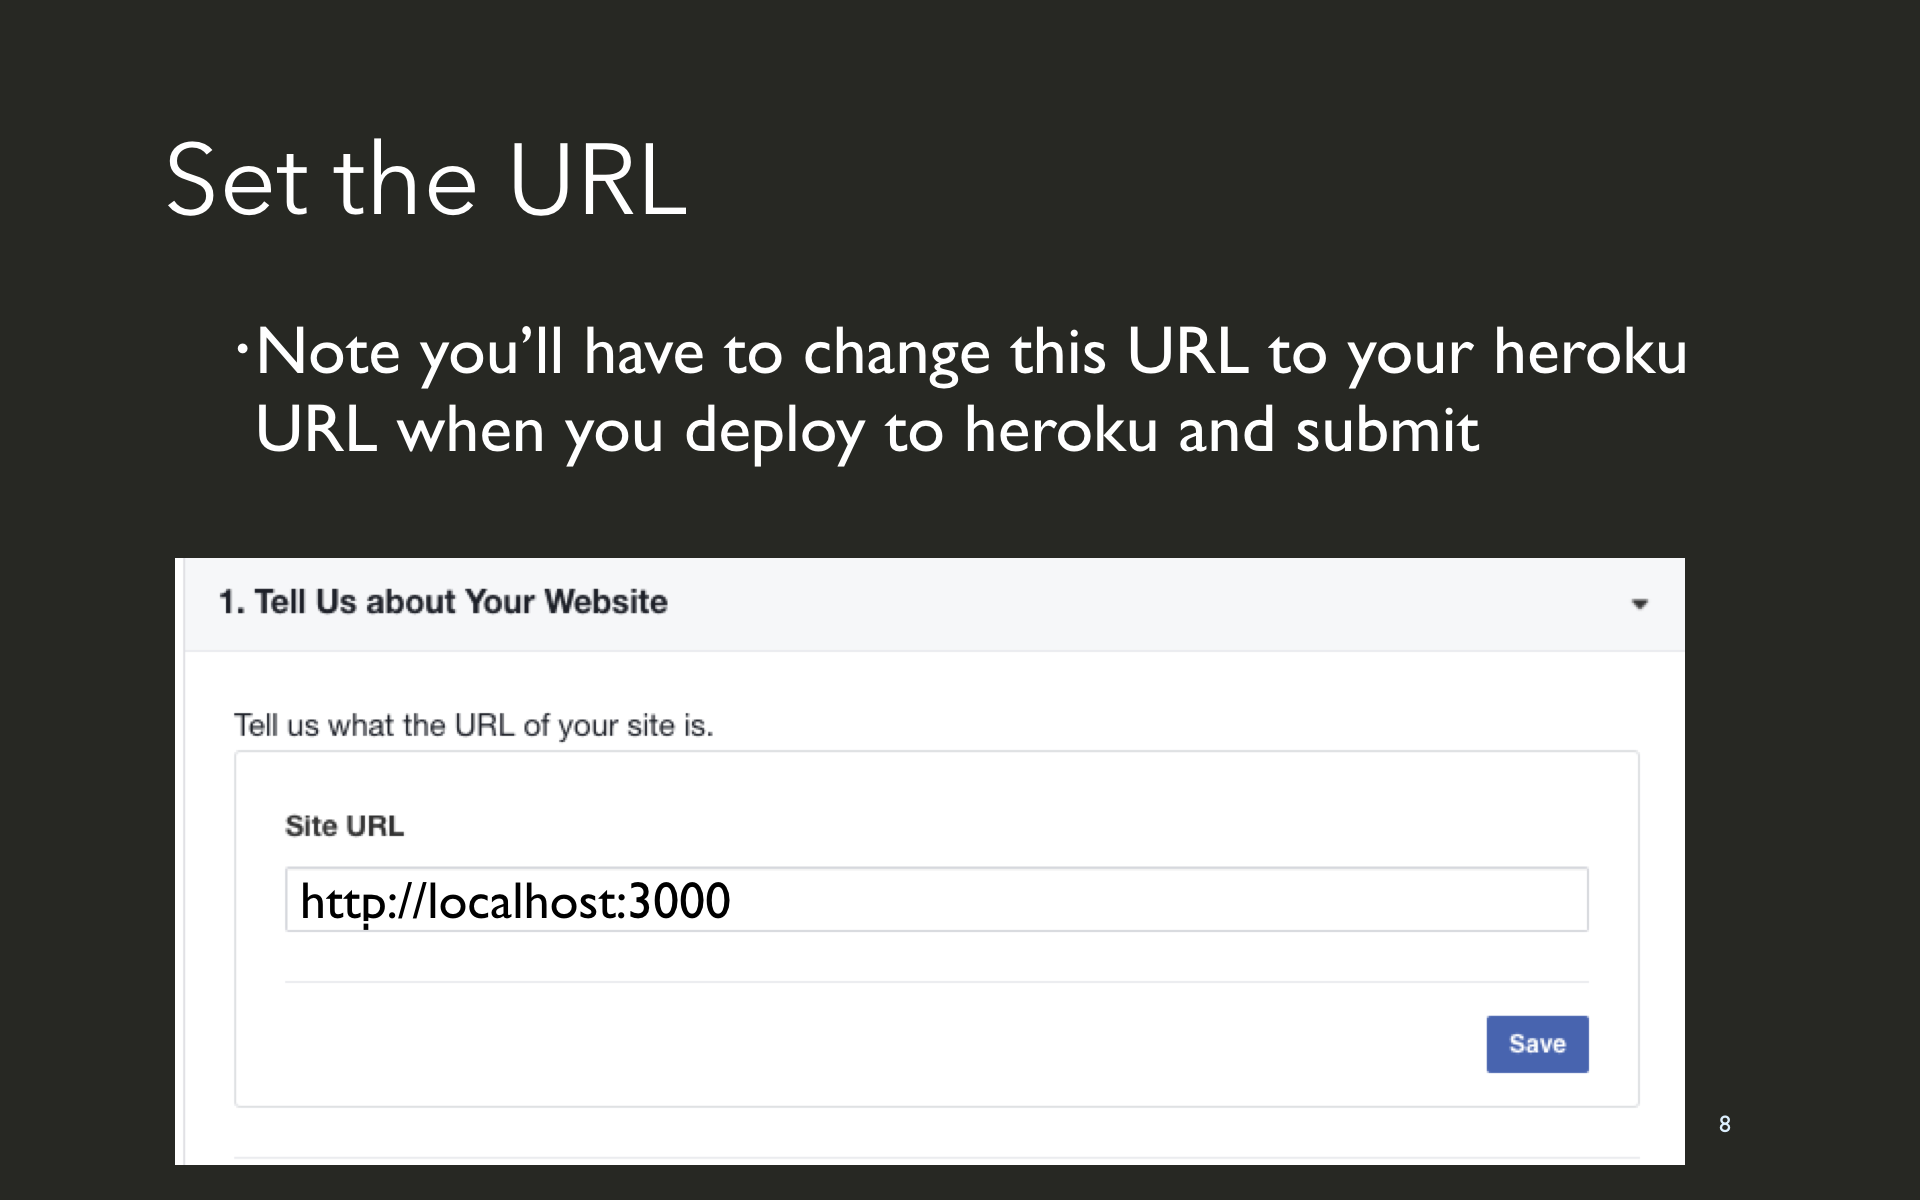 Set the URL
•Note you’ll have to change this URL to your heroku
URL when you deploy to heroku and submit
1. Tell Us about Your Website
Tell us what the URL of your site is.
Site URL
http://localhost:3000
Save
8